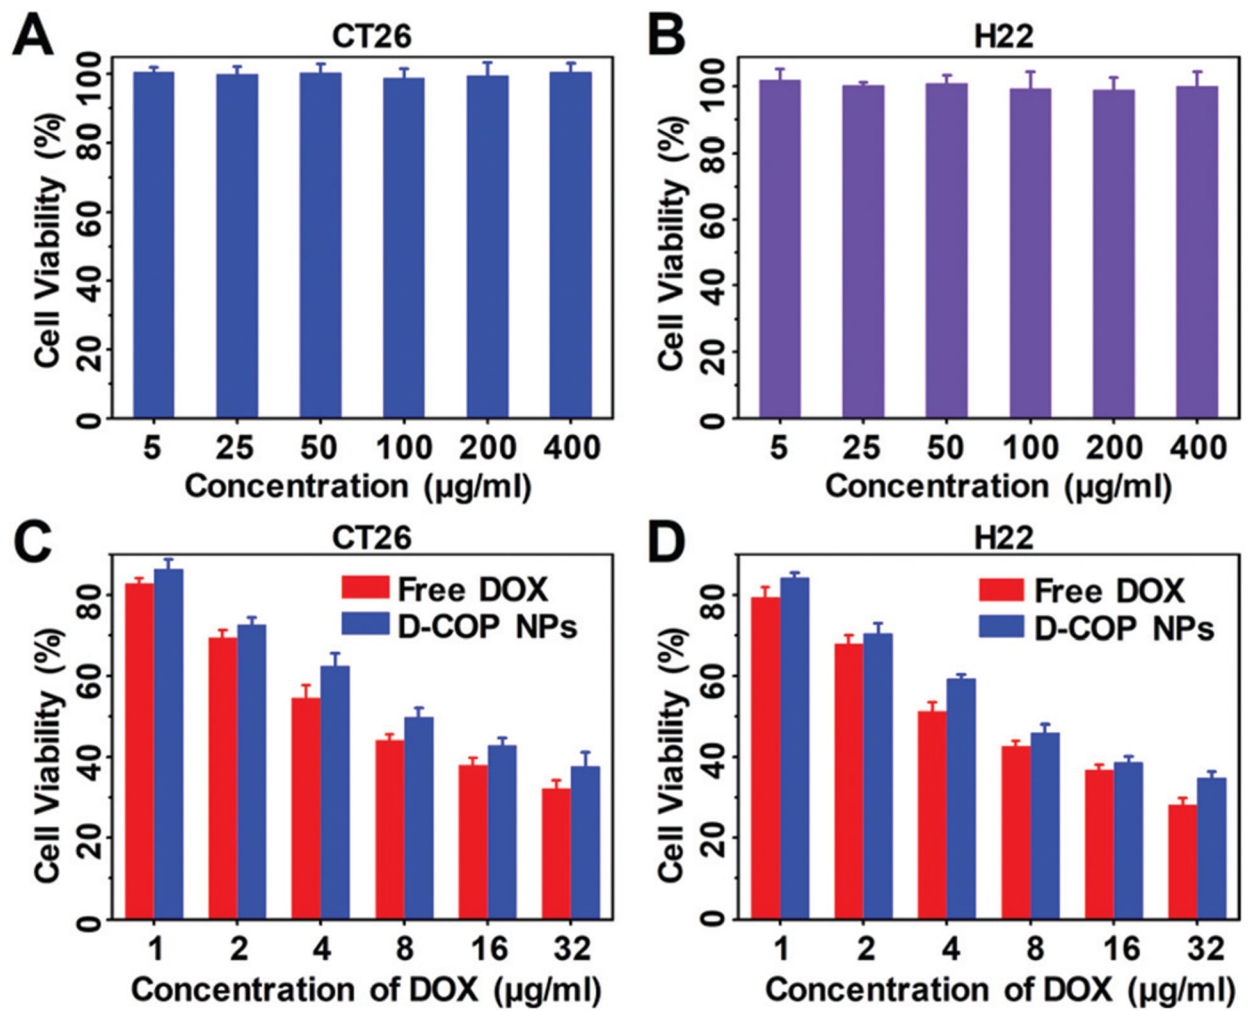 A
CT26
Cell Viability (%)
100
80
60
40
20
0
5 25 50 100 200 400
Concentration (μg/ml)
B
H22
Cell Viability (%)
100
80
60
40
20
0
5 25 50 100 200 400
Concentration (μg/ml)
C
CT26
Free DOX
D-COP NPs
Cell Viability (%)
80
60
40
20
0
1 2 4 8 16 32
Concentration of DOX (μg/ml)
D
H22
Free DOX
D-COP NPs
Cell Viability (%)
80
60
40
20
0
1 2 4 8 16 32
Concentration of DOX (μg/ml)